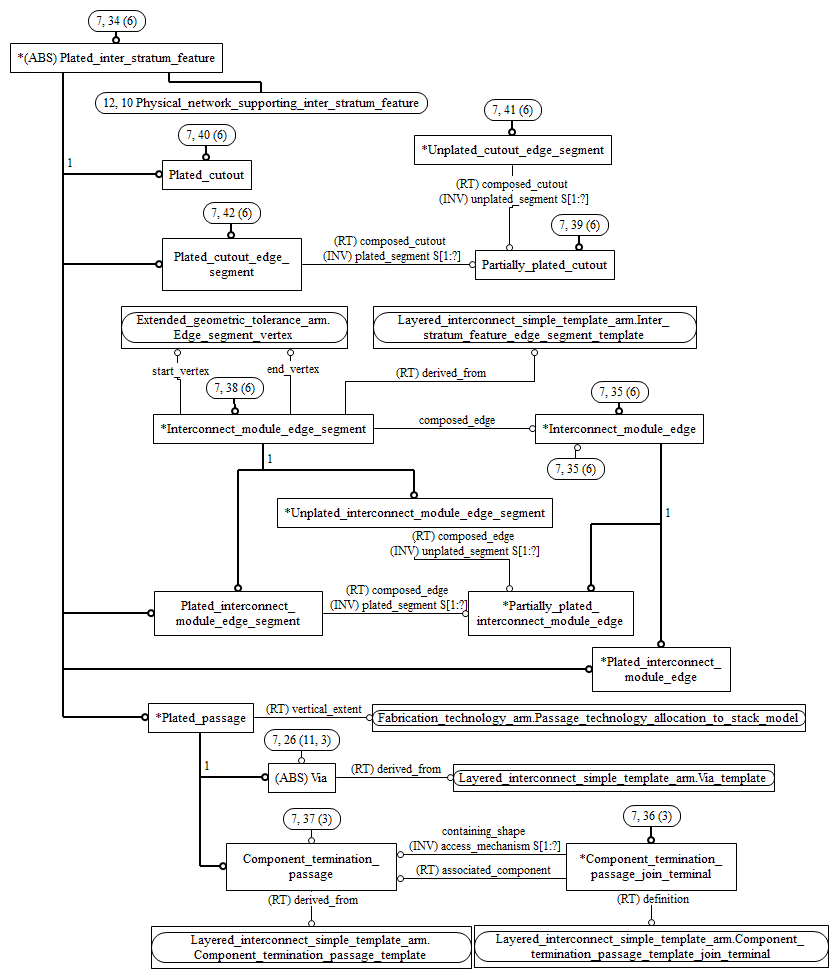 7, 34 (6)
*(ABS) Plated_inter_stratum_feature
12, 10 Physical_network_supporting_inter_stratum_feature
7, 41 (6)
*Unplated_cutout_edge_segment
7, 40 (6)
1
Plated_cutout
(RT) composed_cutout
(INV) unplated_segment S[1:?]
7, 42 (6)
7, 39 (6)
Plated_cutout_edge_
segment
(RT) composed_cutout
(INV) plated_segment S[1:?]
Partially_plated_cutout
Extended_geometric_tolerance_arm.
Edge_segment_vertex
Layered_interconnect_simple_template_arm.Inter_
stratum_feature_edge_segment_template
start_vertex
end_vertex
(RT) derived_from
7, 38 (6)
7, 35 (6)
*Interconnect_module_edge_segment
composed_edge
*Interconnect_module_edge
1
7, 35 (6)
*Unplated_interconnect_module_edge_segment
1
(RT) composed_edge
(INV) unplated_segment S[1:?]
Plated_interconnect_
module_edge_segment
(RT) composed_edge
(INV) plated_segment S[1:?]
*Partially_plated_
interconnect_module_edge
*Plated_interconnect_
module_edge
*Plated_passage
(RT) vertical_extent
Fabrication_technology_arm.Passage_technology_allocation_to_stack_model
7, 26 (11, 3)
1
(ABS) Via
(RT) derived_from
Layered_interconnect_simple_template_arm.Via_template
7, 37 (3)
7, 36 (3)
Component_termination_
passage
containing_shape
(INV) access_mechanism S[1:?]
(RT) associated_component
*Component_termination_
passage_join_terminal
(RT) derived_from
(RT) definition
Layered_interconnect_simple_template_arm.
Component_termination_passage_template
Layered_interconnect_simple_template_arm.Component_
termination_passage_template_join_terminal